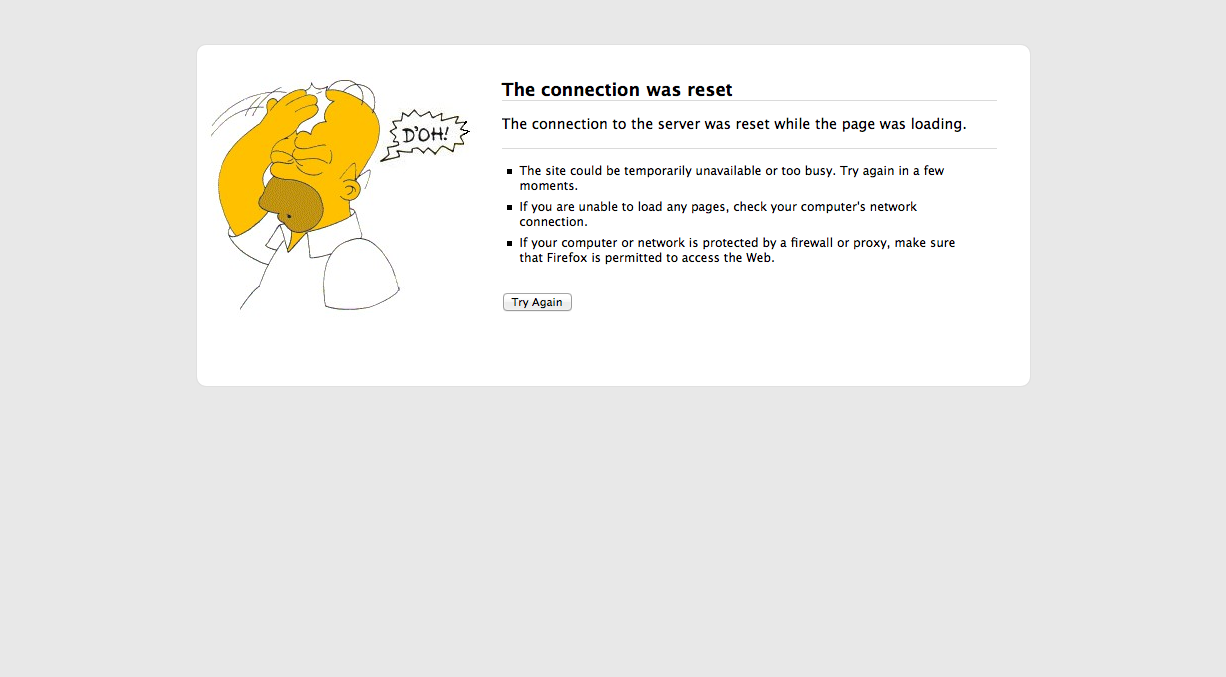 D'OH!
The connection was reset
The connection to the server was reset while the page was loading.
The site could be temporarily unavailable or too busy. Try again in a few
moments.
If you are unable to load any pages, check your computer's network
connection.
If your computer or network is protected by a firewall or proxy, make sure
that Firefox is permitted to access the Web.
Try Again